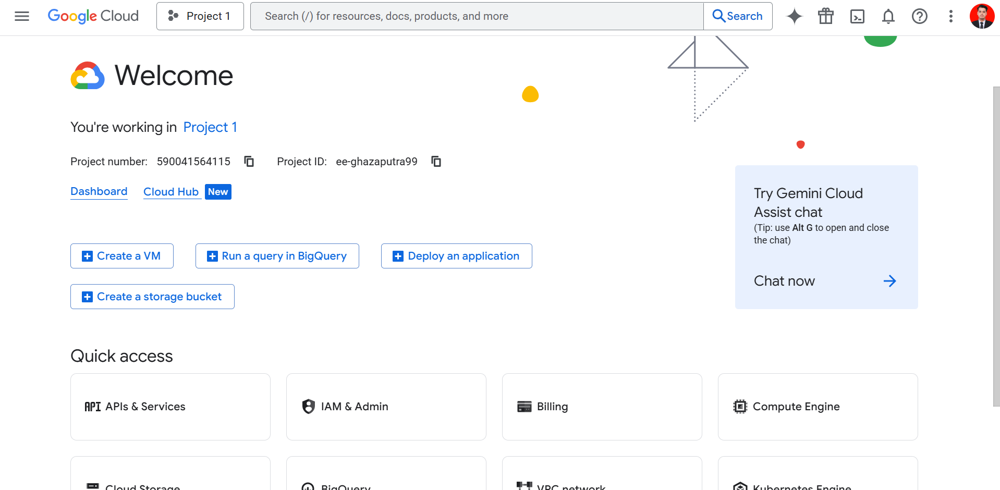 Google Cloud
Project 1
Search (/) for resources, docs, products, and more
Search
Welcome
You're working in Project 1
Project number: 590041564115
Project ID: ee-ghazaputra99
Dashboard
Cloud Hub New
Create a VM
Run a query in BigQuery
Deploy an application
Create a storage bucket
Try Gemini Cloud
Assist chat
(Tip: use Alt G to open and close
the chat)
Chat now
Quick access
API APIs & Services
IAM & Admin
Billing
Compute Engine
Cloud Storage
BigQuery
VPC network
Kubernetes Engine